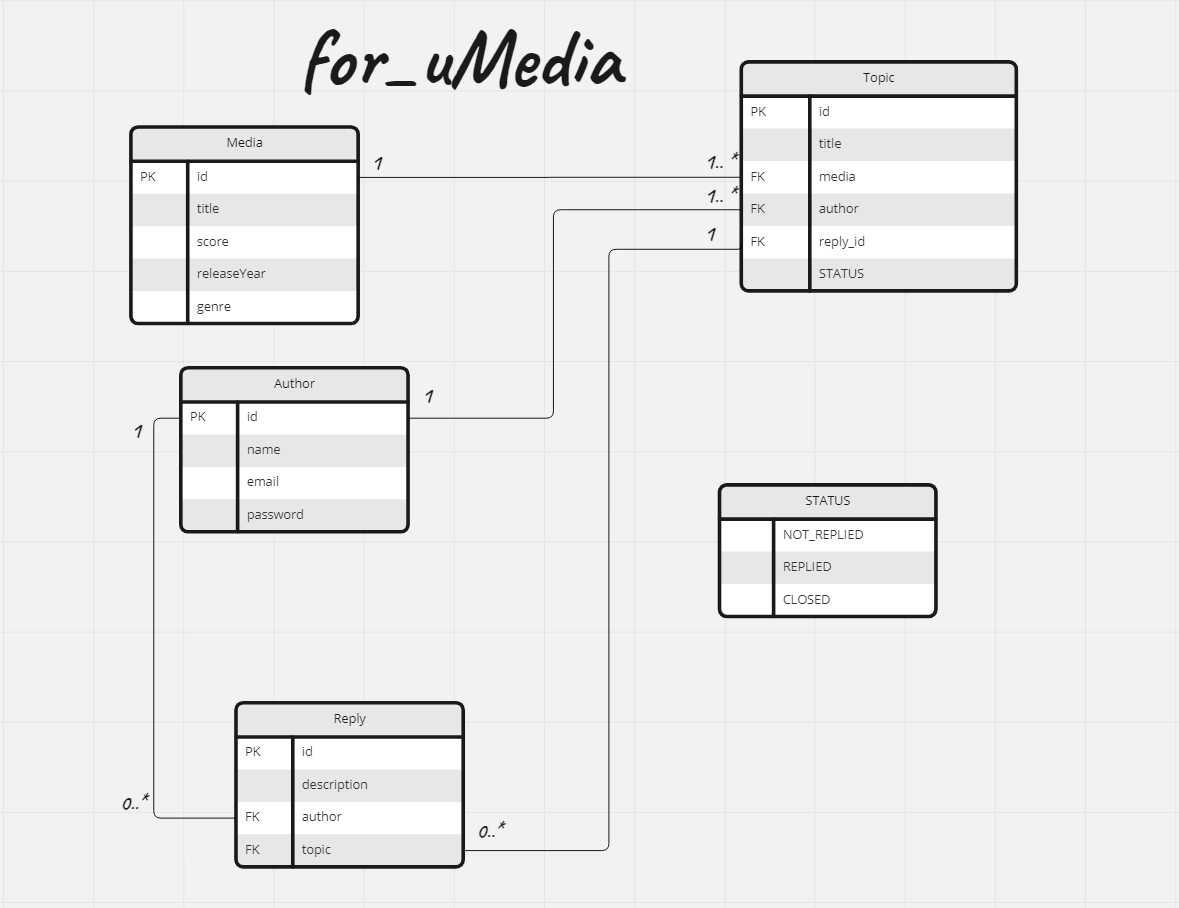 for_uMedia
Media
PK id
title
score
releaseYear
genre
1
1.. *
1.. *
1
Topic
PK id
title
FK media
FK author
FK reply_id
STATUS
Author
PK id
name
email
password
1
1
0..*
STATUS
NOT_REPLIED
REPLIED
CLOSED
Reply
PK id
description
FK author
FK topic
0..*